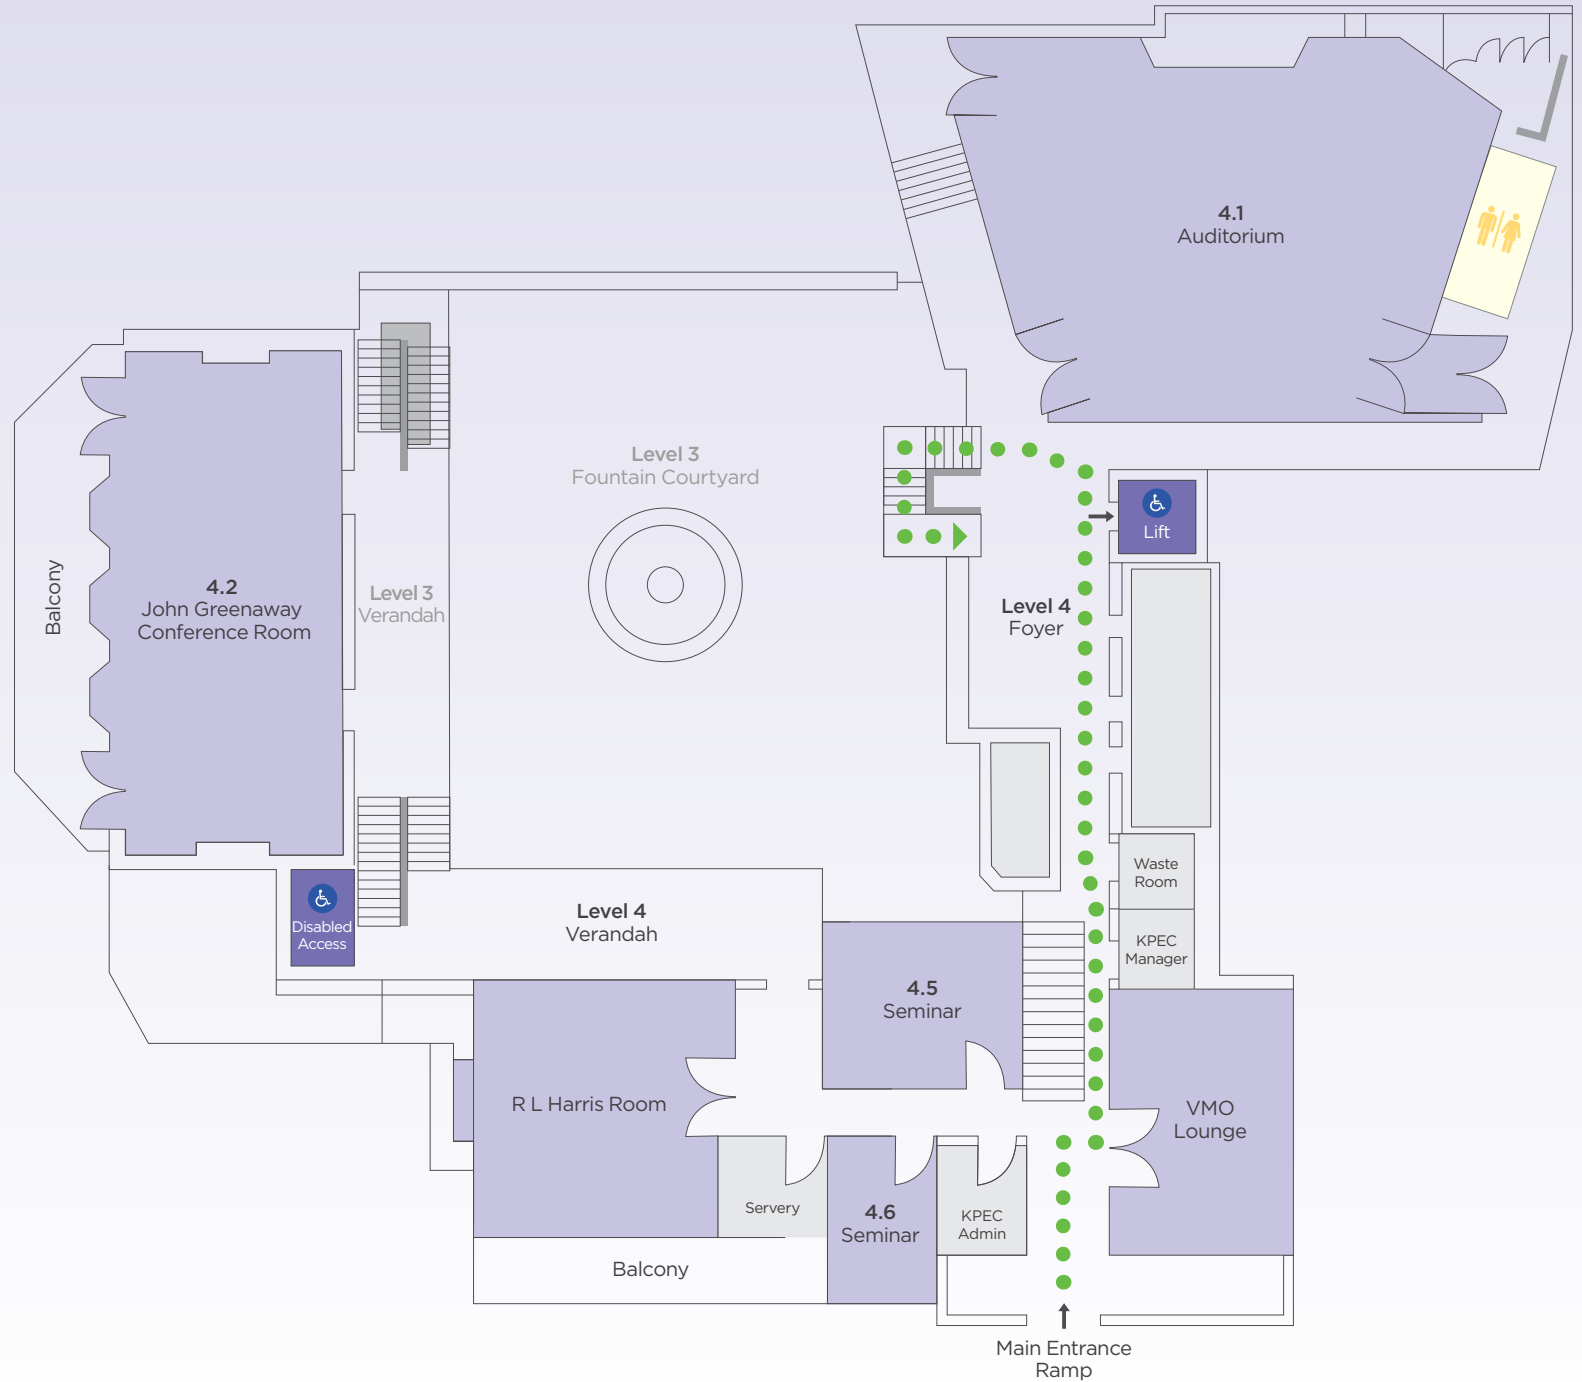 4.1
Auditorium
Level 3
Fountain Courtyard
Lift
4.2
John Greenaway
Conference Room
Balcony
Level 3
Verandah
Level 4
Foyer
Waste
Room
Disabled
Access
Level 4
Verandah
KPEC
Manager
4.5
Seminar
R L Harris Room
VMO
Lounge
Servery
4.6
Seminar
KPEC
Admin
Balcony
Main Entrance
Ramp